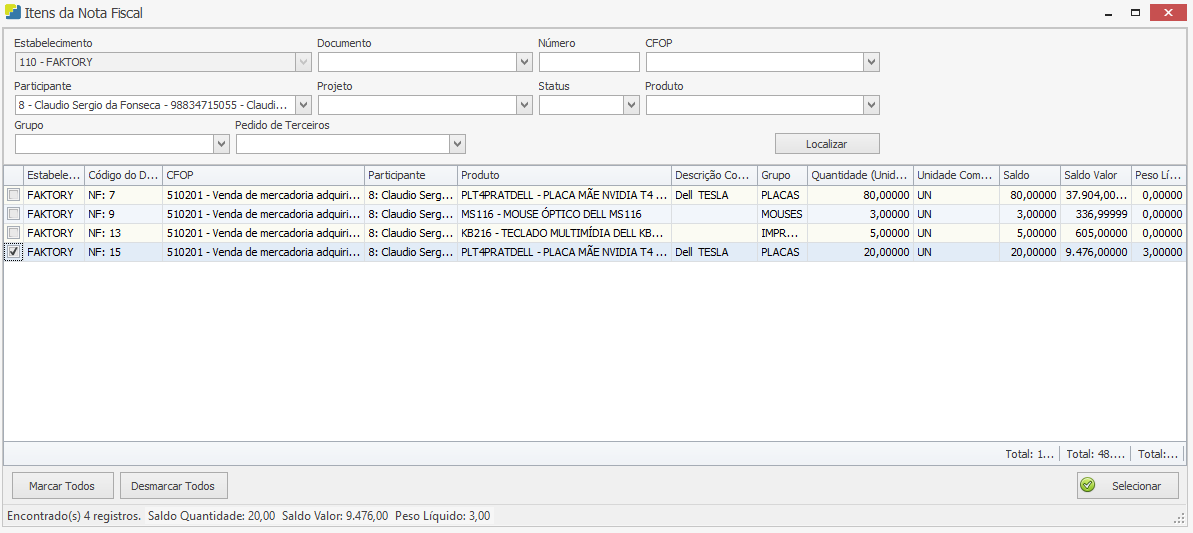 Itens da Nota Fiscal
Estabelecimento Documento Número CFOP
110 - FAKTORY
Participante Projeto Status Produto
8 - Claudio Sergio da Fonseca - 98834715055 - Claudi...
Grupo Pedido de Terceiros
Localizar
Estabele... Código do D... CFOP Participante Produto Descrição Co... Grupo Quantidade (Unid... Unidade Com... Saldo Saldo Valor Peso Lí...
FAKTORY NF: 7 510201 - Venda de mercadoria adquiri... 8: Claudio Serg... PLT4PRATDELL - PLACA MÃE NVIDIA T4 ... Dell TESLA PLACAS 80,00000 UN 80,00000 37.904,00... 0,00000
FAKTORY NF: 9 510201 - Venda de mercadoria adquiri... 8: Claudio Serg... MS116 - MOUSE ÓPTICO DELL MS116 MOUSES 3,00000 UN 3,00000 336,99999 0,00000
FAKTORY NF: 13 510201 - Venda de mercadoria adquiri... 8: Claudio Serg... KB216 - TECLADO MULTIMÍDIA DELL KB... IMPR... 5,00000 UN 5,00000 605,00000 0,00000
FAKTORY NF: 15 510201 - Venda de mercadoria adquiri... 8: Claudio Serg... PLT4PRATDELL - PLACA MÃE NVIDIA T4 ... Dell TESLA PLACAS 20,00000 UN 20,00000 9.476,00000 3,00000
Total: 1... Total: 48.... Total:...
Marcar Todos Desmarcar Todos Selecionar
Encontrado(s) 4 registros. Saldo Quantidade: 20,00 Saldo Valor: 9.476,00 Peso Líquido: 3,00